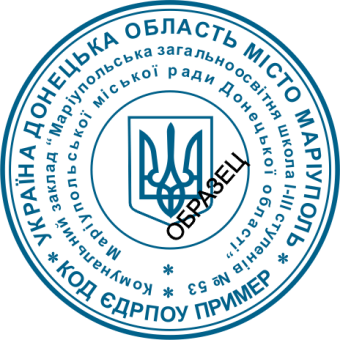 УКРАЇНА ДОНЕЦЬКА ОБЛАСТЬ МІСТО МАРІУПОЛЬ
* КОД ЄДРПОУ ПРИМЕР *
Комунальний заклад "Маріупольська загальноосвітня школа І-ІІІ ступенів № 53
Маріупольської міської ради Донецької області"
ОБРАЗЕЦ